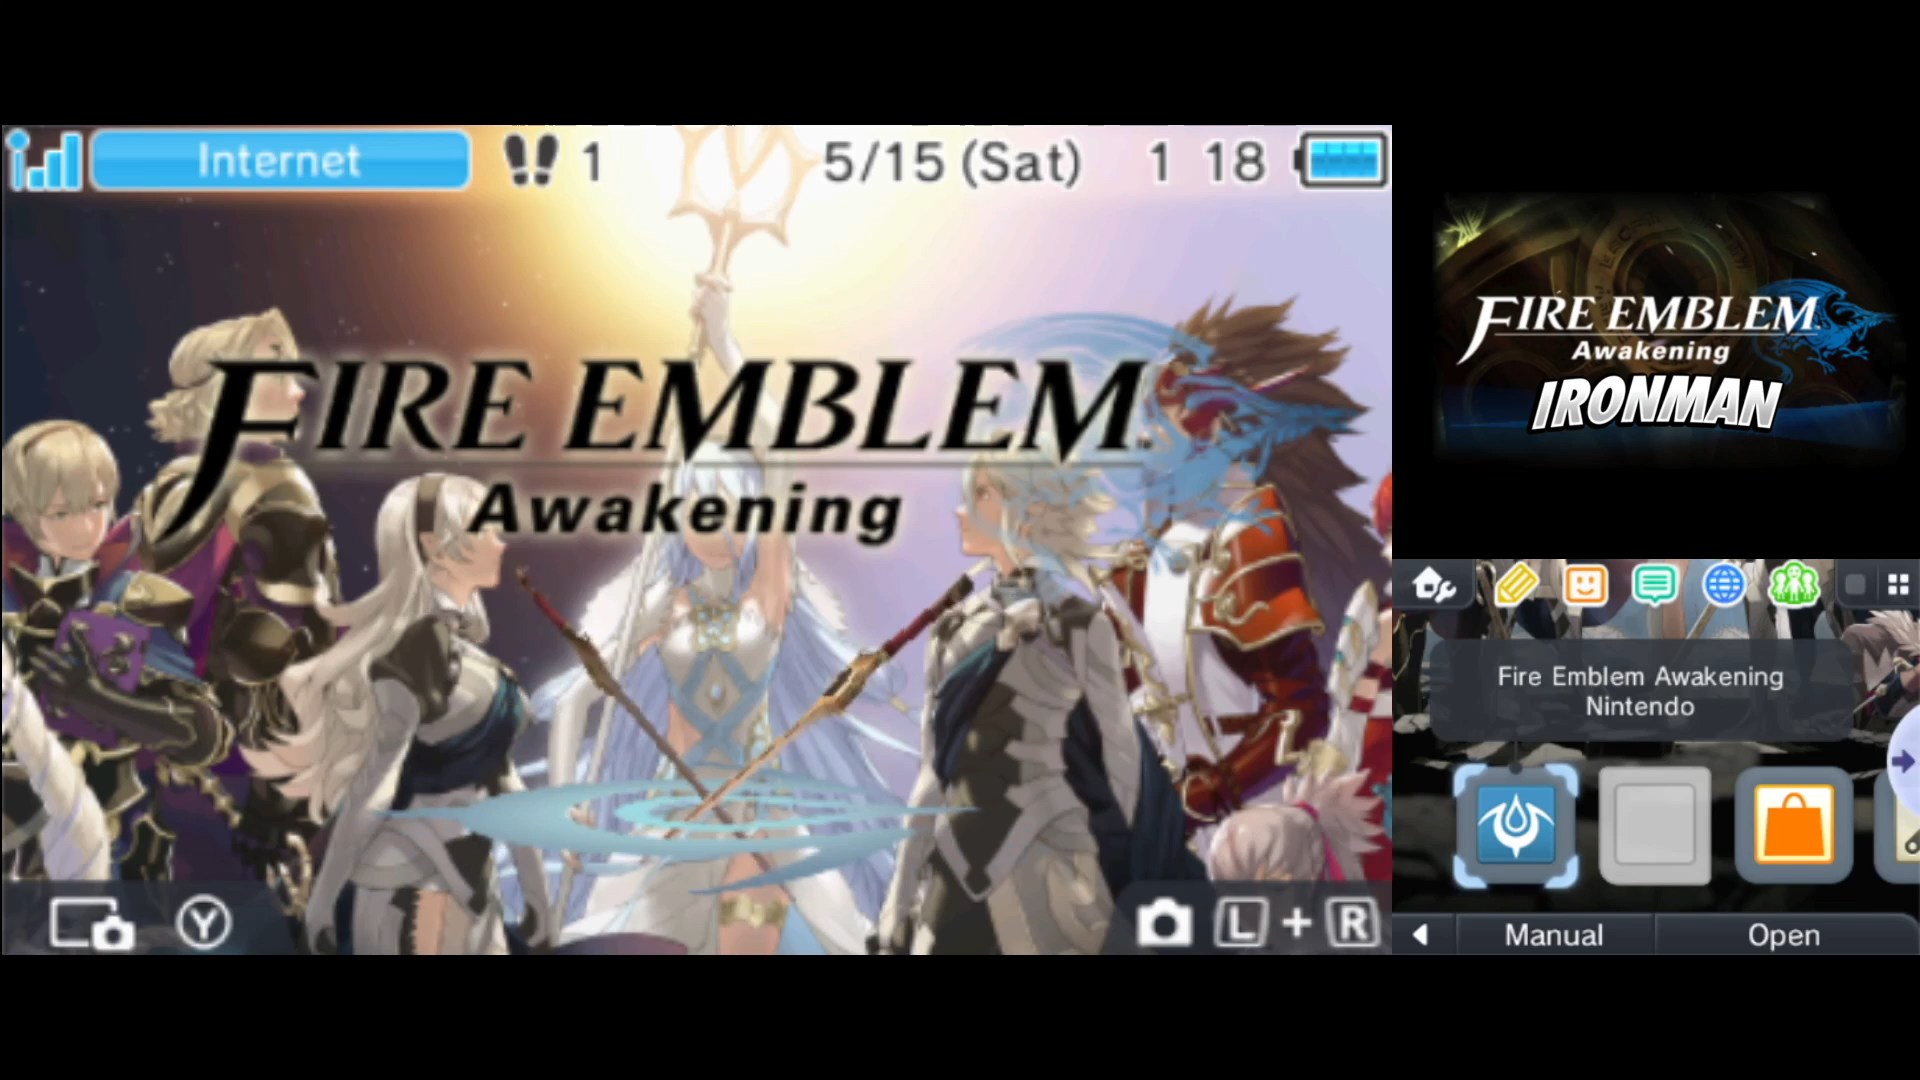 Internet 1 5/15 (Sat) 1 18
FIRE EMBLEM
Awakening
Y
L + R
FIRE EMBLEM
Awakening
IRONMAN
Fire Emblem Awakening
Nintendo
Manual
Open